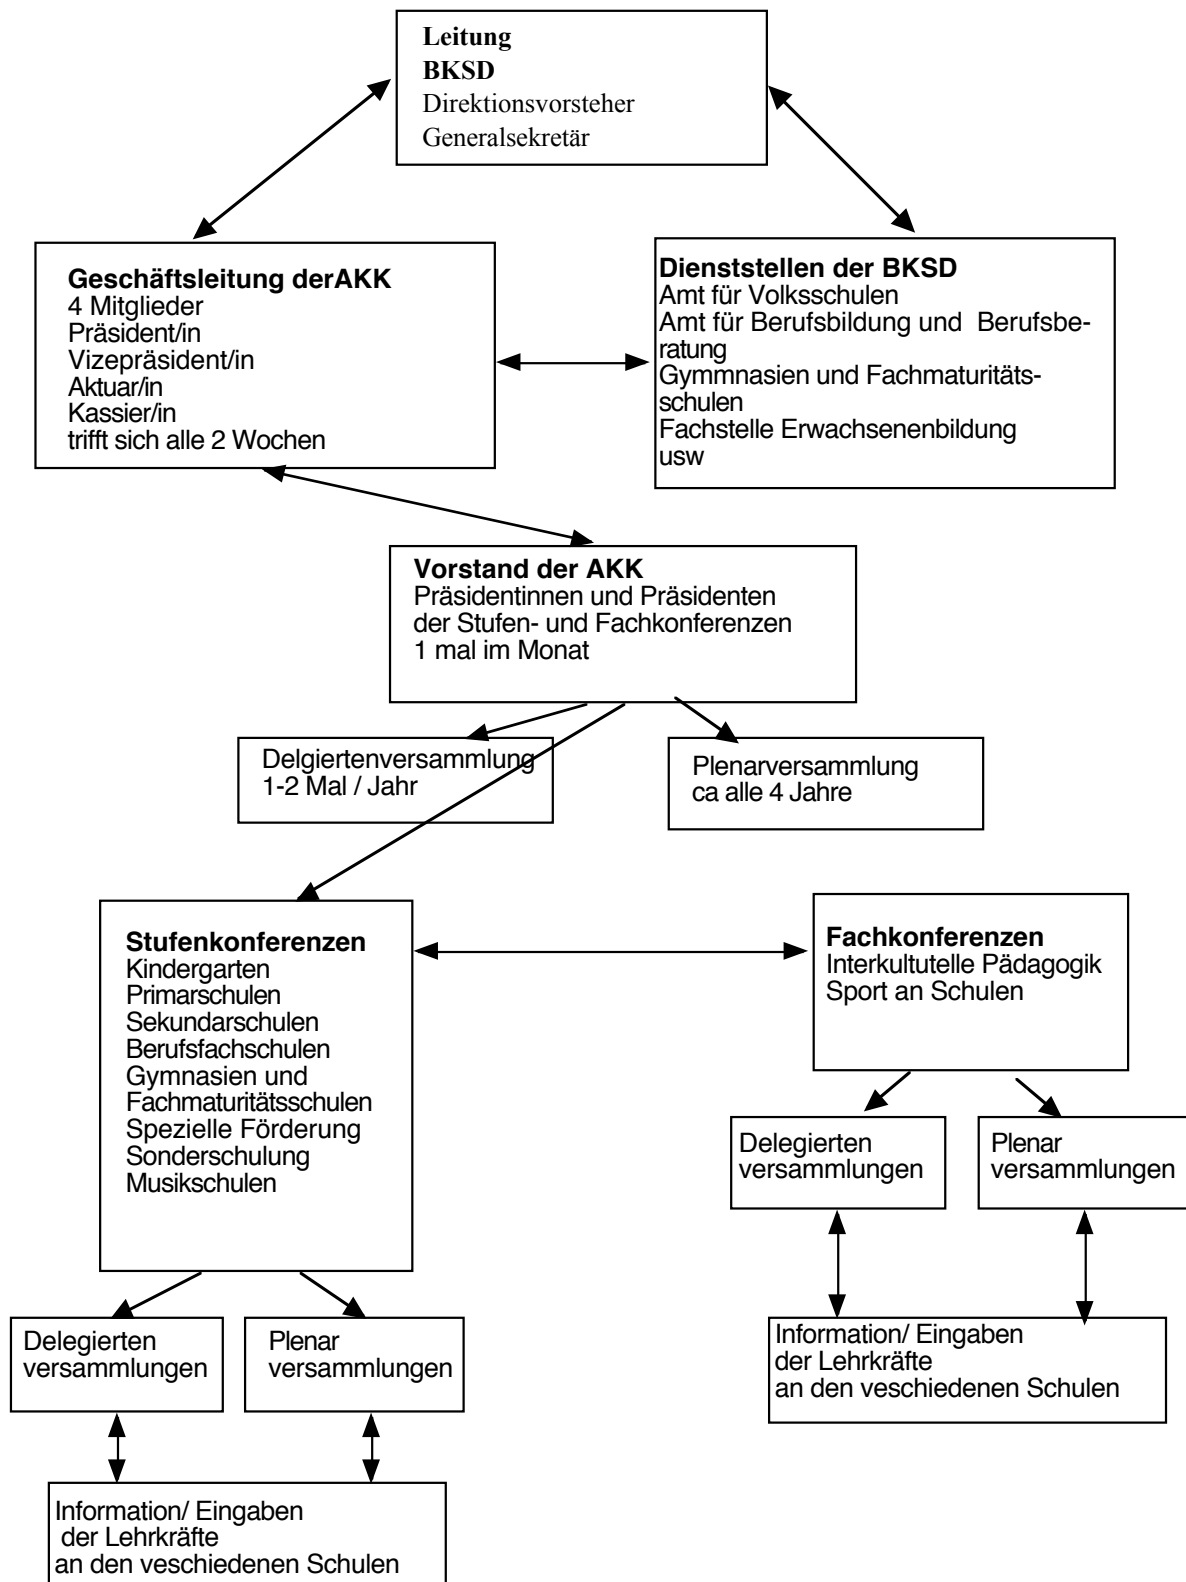 Leitung
BKSD
Direktionsvorsteher
Generalsekretär
Geschäftsleitung derAKK
4 Mitglieder
Präsident/in
Vizepräsident/in
Aktuar/in
Kassier/in
trifft sich alle 2 Wochen
Dienststellen der BKSD
Amt für Volksschulen
Amt für Berufsbildung und Berufsbe-
ratung
Gymmnasien und Fachmaturitäts-
schulen
Fachstelle Erwachsenenbildung
usw
Vorstand der AKK
Präsidentinnen und Präsidenten
der Stufen- und Fachkonferenzen
1 mal im Monat
Delgiertenversammlung
1-2 Mal / Jahr
Plenarversammlung
ca alle 4 Jahre
Stufenkonferenzen
Kindergarten
Primarschulen
Sekundarschulen
Berufsfachschulen
Gymnasien und
Fachmaturitätsschulen
Spezielle Förderung
Sonderschulung
Musikschulen
Fachkonferenzen
Interkultutelle Pädagogik
Sport an Schulen
Delegierten
versammlungen
Plenar
versammlungen
Information/ Eingaben
der Lehrkräfte
an den veschiedenen Schulen
Delegierten
versammlungen
Plenar
versammlungen
Information/ Eingaben
der Lehrkräfte
an den veschiedenen Schulen